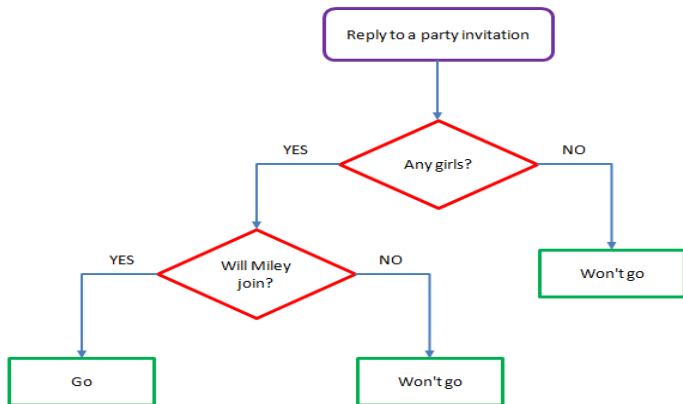 Reply to a party invitation
YES
Any girls?
NO
YES
Will Miley
join?
NO
Won't go
Go
Won't go